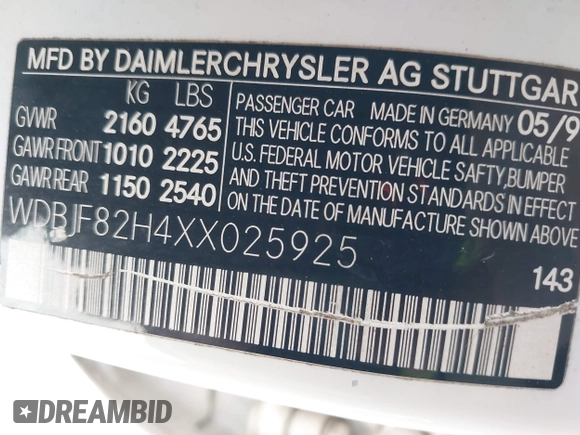 MFD BY DAIMLERCHRYSLER AG STUTTGAR
KG LBS
GVWR 2160 4765
GAWR FRONT 1010 2225
GAWR REAR 1150 2540
PASSENGER CAR MADE IN GERMANY 05/9
THIS VEHICLE CONFORMS TO ALL APPLICABLE
U.S. FEDERAL MOTOR VEHICLE SAFTY, BUMPER
AND THEFT PREVENTION STANDARDS IN EFFECT
ON THE DATE OF MANUFACTURE SHOWN ABOVE
WDBJF82H4XX025925
143
DREAMBID